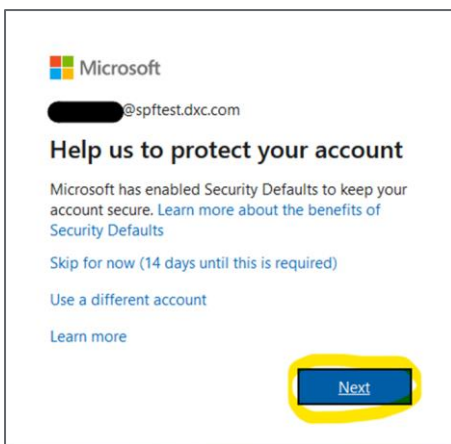 Microsoft
@spftest.dxc.com
Help us to protect your account
Microsoft has enabled Security Defaults to keep your
account secure. Learn more about the benefits of
Security Defaults
Skip for now (14 days until this is required)
Use a different account
Learn more
Next